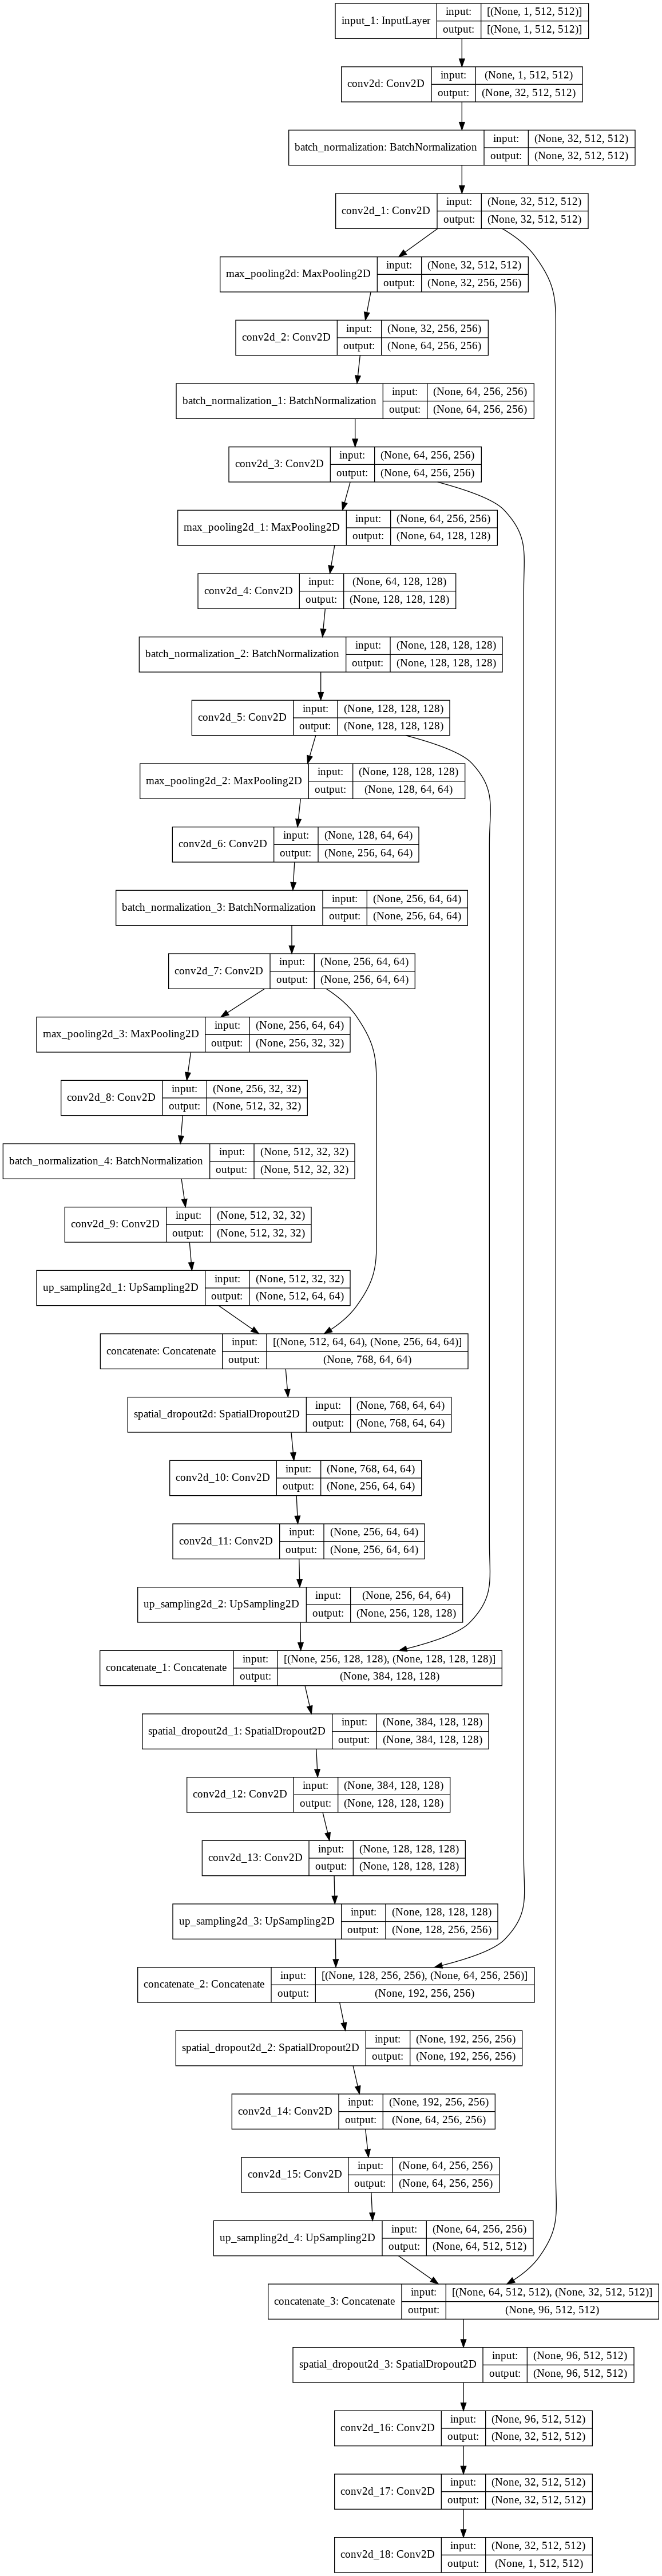 input_1: InputLayer input: [(None, 1, 512, 512)]
output: [(None, 1, 512, 512)]
conv2d: Conv2D input: (None, 1, 512, 512)
output: (None, 32, 512, 512)
batch_normalization: BatchNormalization input: (None, 32, 512, 512)
output: (None, 32, 512, 512)
conv2d_1: Conv2D input: (None, 32, 512, 512)
output: (None, 32, 512, 512)
max_pooling2d: MaxPooling2D input: (None, 32, 512, 512)
output: (None, 32, 256, 256)
conv2d_2: Conv2D input: (None, 32, 256, 256)
output: (None, 64, 256, 256)
batch_normalization_1: BatchNormalization input: (None, 64, 256, 256)
output: (None, 64, 256, 256)
conv2d_3: Conv2D input: (None, 64, 256, 256)
output: (None, 64, 256, 256)
max_pooling2d_1: MaxPooling2D input: (None, 64, 256, 256)
output: (None, 64, 128, 128)
conv2d_4: Conv2D input: (None, 64, 128, 128)
output: (None, 128, 128, 128)
batch_normalization_2: BatchNormalization input: (None, 128, 128, 128)
output: (None, 128, 128, 128)
conv2d_5: Conv2D input: (None, 128, 128, 128)
output: (None, 128, 128, 128)
max_pooling2d_2: MaxPooling2D input: (None, 128, 128, 128)
output: (None, 128, 64, 64)
conv2d_6: Conv2D input: (None, 128, 64, 64)
output: (None, 256, 64, 64)
batch_normalization_3: BatchNormalization input: (None, 256, 64, 64)
output: (None, 256, 64, 64)
conv2d_7: Conv2D input: (None, 256, 64, 64)
output: (None, 256, 64, 64)
max_pooling2d_3: MaxPooling2D input: (None, 256, 64, 64)
output: (None, 256, 32, 32)
conv2d_8: Conv2D input: (None, 256, 32, 32)
output: (None, 512, 32, 32)
batch_normalization_4: BatchNormalization input: (None, 512, 32, 32)
output: (None, 512, 32, 32)
conv2d_9: Conv2D input: (None, 512, 32, 32)
output: (None, 512, 32, 32)
up_sampling2d_1: UpSampling2D input: (None, 512, 32, 32)
output: (None, 512, 64, 64)
concatenate: Concatenate input: [(None, 512, 64, 64), (None, 256, 64, 64)]
output: (None, 768, 64, 64)
spatial_dropout2d: SpatialDropout2D input: (None, 768, 64, 64)
output: (None, 768, 64, 64)
conv2d_10: Conv2D input: (None, 768, 64, 64)
output: (None, 256, 64, 64)
conv2d_11: Conv2D input: (None, 256, 64, 64)
output: (None, 256, 64, 64)
up_sampling2d_2: UpSampling2D input: (None, 256, 64, 64)
output: (None, 256, 128, 128)
concatenate_1: Concatenate input: [(None, 256, 128, 128), (None, 128, 128, 128)]
output: (None, 384, 128, 128)
spatial_dropout2d_1: SpatialDropout2D input: (None, 384, 128, 128)
output: (None, 384, 128, 128)
conv2d_12: Conv2D input: (None, 384, 128, 128)
output: (None, 128, 128, 128)
conv2d_13: Conv2D input: (None, 128, 128, 128)
output: (None, 128, 128, 128)
up_sampling2d_3: UpSampling2D input: (None, 128, 128, 128)
output: (None, 128, 256, 256)
concatenate_2: Concatenate input: [(None, 128, 256, 256), (None, 64, 256, 256)]
output: (None, 192, 256, 256)
spatial_dropout2d_2: SpatialDropout2D input: (None, 192, 256, 256)
output: (None, 192, 256, 256)
conv2d_14: Conv2D input: (None, 192, 256, 256)
output: (None, 64, 256, 256)
conv2d_15: Conv2D input: (None, 64, 256, 256)
output: (None, 64, 256, 256)
up_sampling2d_4: UpSampling2D input: (None, 64, 256, 256)
output: (None, 64, 512, 512)
concatenate_3: Concatenate input: [(None, 64, 512, 512), (None, 32, 512, 512)]
output: (None, 96, 512, 512)
spatial_dropout2d_3: SpatialDropout2D input: (None, 96, 512, 512)
output: (None, 96, 512, 512)
conv2d_16: Conv2D input: (None, 96, 512, 512)
output: (None, 32, 512, 512)
conv2d_17: Conv2D input: (None, 32, 512, 512)
output: (None, 32, 512, 512)
conv2d_18: Conv2D input: (None, 32, 512, 512)
output: (None, 1, 512, 512)